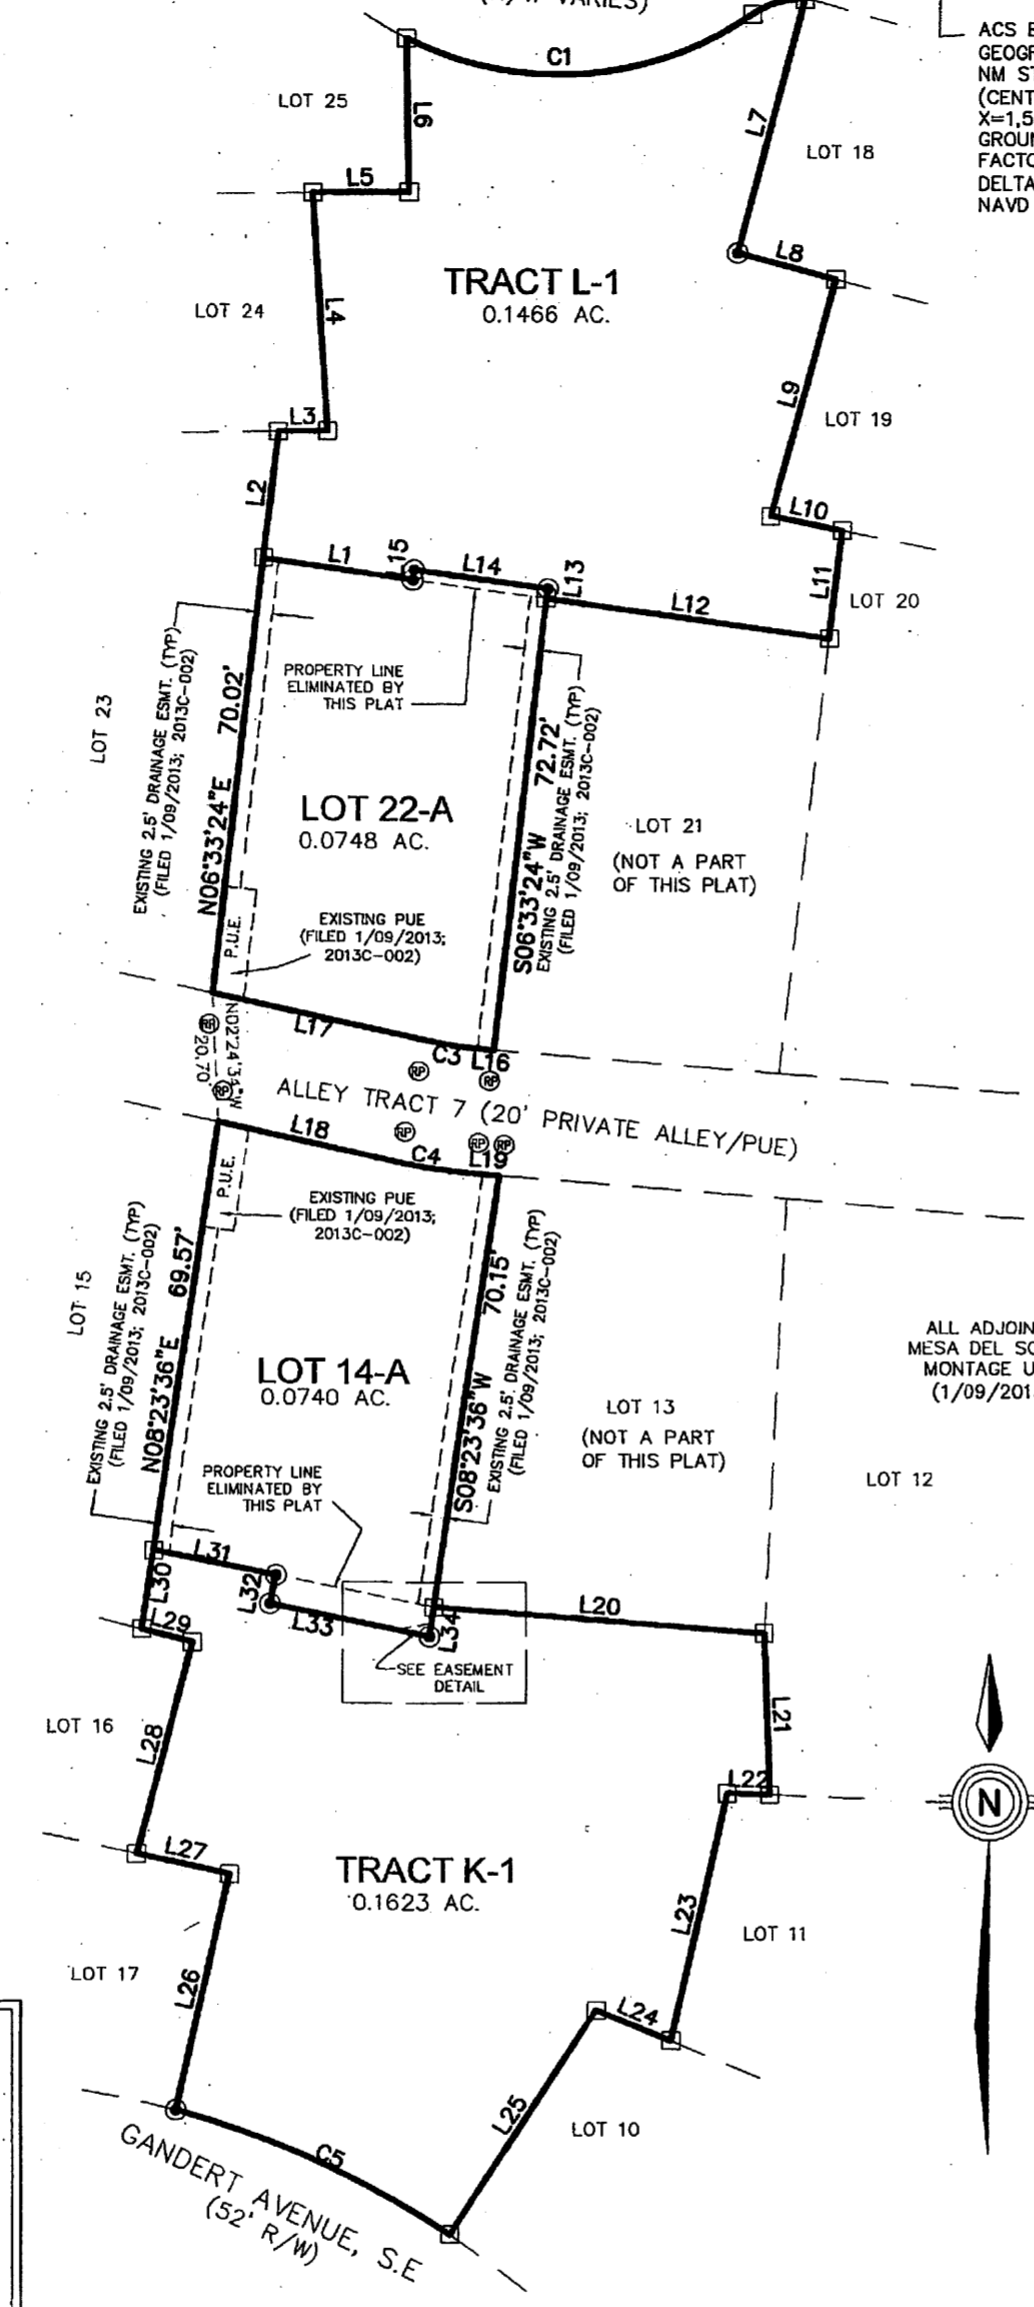 VARIES)
C1
ACS
LOT 25
L6
L7
LOT 18
L5
L8
TRACT L-1
0.1466 AC.
LOT 24
L4
L9
LOT 19
L3
L2
L10
L1
L15
L14
L13
L12
L11
LOT 20
LOT 23
EXISTING 2.5' DRAINAGE ESMT. (TYP)
(FILED 1/09/2013; 2013C-002)
N06°33'24"E 70.02'
PROPERTY LINE
ELIMINATED BY
THIS PLAT
LOT 22-A
0.0748 AC.
S06°33'24"W 72.72'
EXISTING 2.5' DRAINAGE ESMT. (TYP)
(FILED 1/09/2013; 2013C-002)
LOT 21
(NOT A PART
OF THIS PLAT)
P.U.E.
EXISTING PUE
(FILED 1/09/2013;
2013C-002)
L17
C3
L16
RP
RP
RP
RP
N02°24'34"W
20.70'
ALLEY TRACT 7 (20' PRIVATE ALLEY/PUE)
L18
C4
L19
RP
RP
RP
P.U.E.
EXISTING PUE
(FILED 1/09/2013;
2013C-002)
LOT 15
EXISTING 2.5' DRAINAGE ESMT. (TYP)
(FILED 1/09/2013; 2013C-002)
N08°23'36"E 69.57'
LOT 14-A
0.0740 AC.
S08°23'36"W 70.15'
EXISTING 2.5' DRAINAGE ESMT. (TYP)
(FILED 1/09/2013; 2013C-002)
LOT 13
(NOT A PART
OF THIS PLAT)
LOT 12
ALL ADJOIN
MESA DEL SO
MONTAGE U
(1/09/201
PROPERTY LINE
ELIMINATED BY
THIS PLAT
L31
L30
L32
L29
L33
L34
L20
SEE EASEMENT
DETAIL
LOT 16
L28
L21
L22
N
L27
TRACT K-1
0.1623 AC.
L23
LOT 11
LOT 17
L26
L24
L25
LOT 10
C5
GANDERT AVENUE, S.E
(52' R/W)
GEOGR
NM ST
(CENT
X=1,5
GROUN
FACTO
DELTA
NAVD